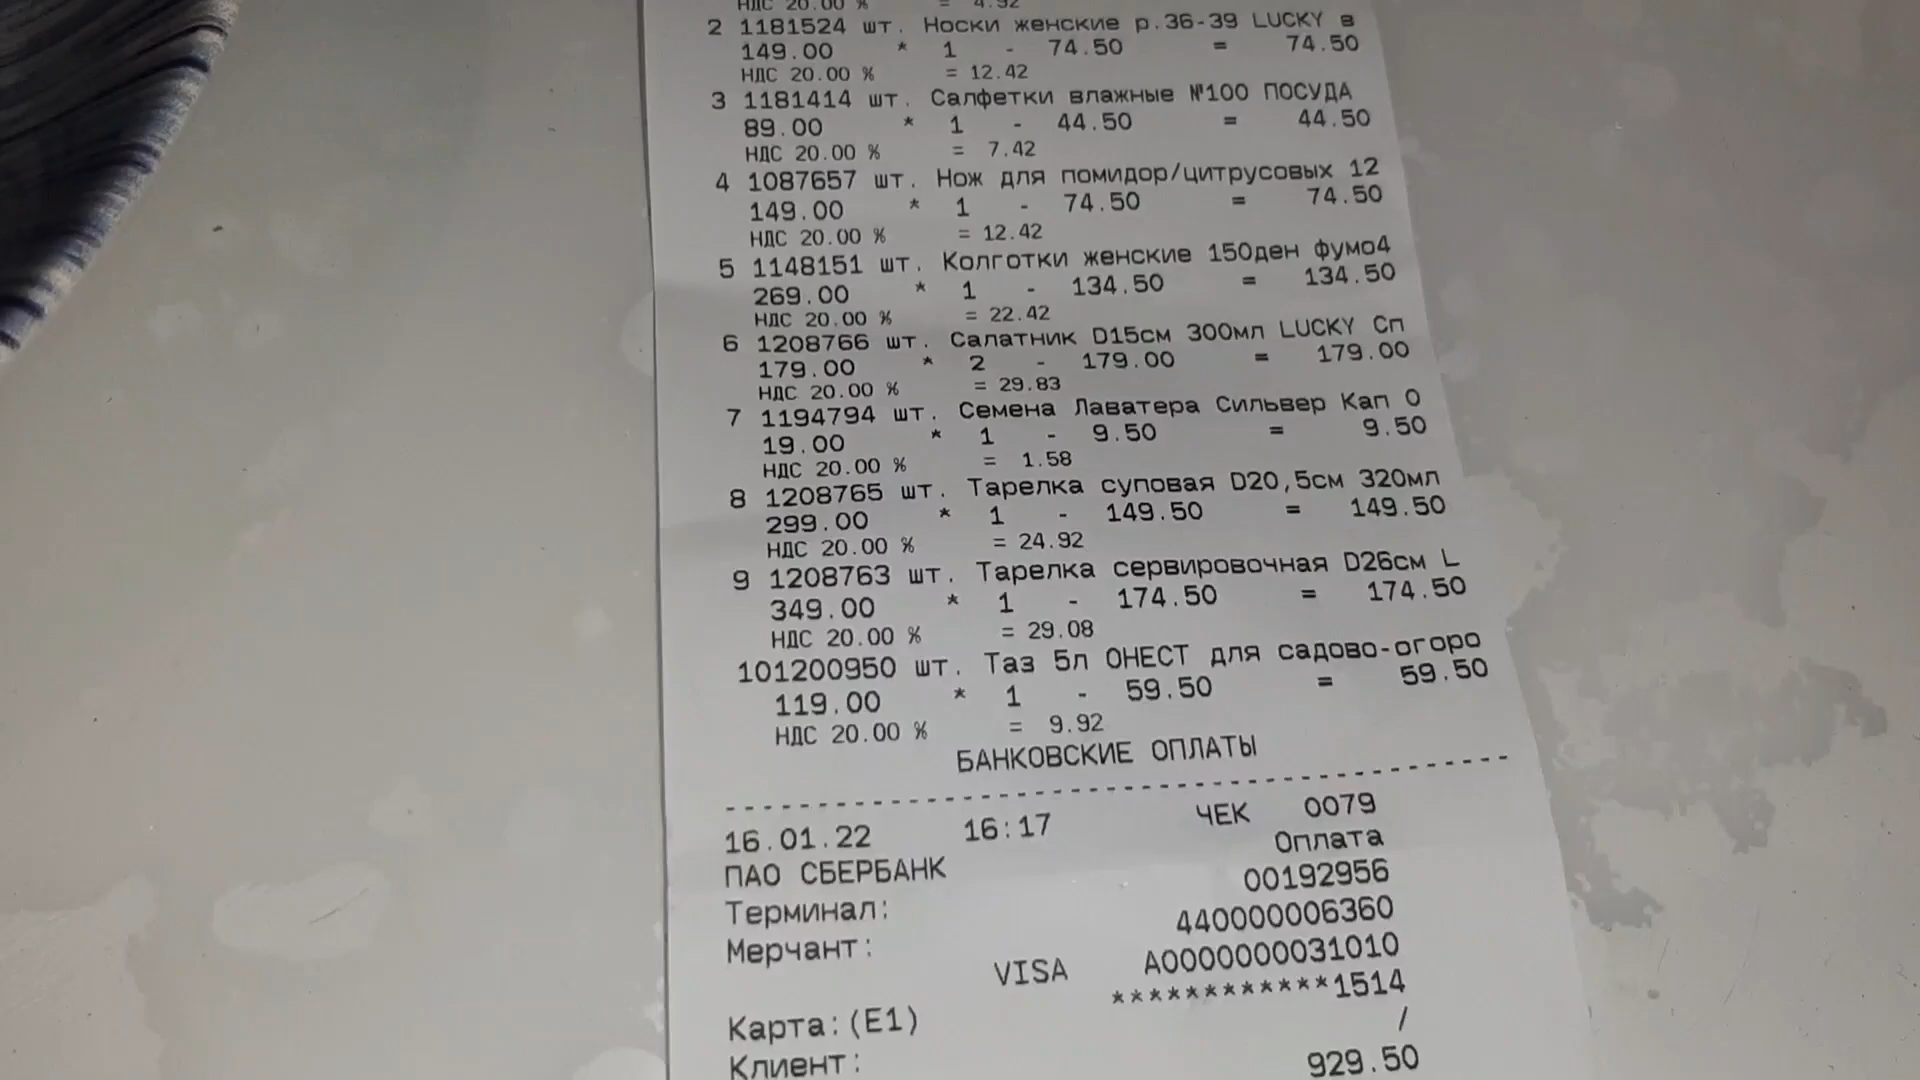 НДС 20.00 % = 4.92
2 1181524 шт. Носки женские р.36-39 LUCKY в
149.00 * 1 - 74.50 = 74.50
НДС 20.00 % = 12.42
3 1181414 шт. Салфетки влажные №100 ПОСУДА
89.00 * 1 - 44.50 = 44.50
НДС 20.00 % = 7.42
4 1087657 шт. Нож для помидор/цитрусовых 12
149.00 * 1 - 74.50 = 74.50
НДС 20.00 % = 12.42
5 1148151 шт. Колготки женские 150ден фумо4
269.00 * 1 - 134.50 = 134.50
НДС 20.00 % = 22.42
6 1208766 шт. Салатник D15см 300мл LUCKY Сп
179.00 * 2 - 179.00 = 179.00
НДС 20.00 % = 29.83
7 1194794 шт. Семена Лаватера Сильвер Кап 0
19.00 * 1 - 9.50 = 9.50
НДС 20.00 % = 1.58
8 1208765 шт. Тарелка суповая D20,5см 320мл
299.00 * 1 - 149.50 = 149.50
НДС 20.00 % = 24.92
9 1208763 шт. Тарелка сервировочная D26см L
349.00 * 1 - 174.50 = 174.50
НДС 20.00 % = 29.08
101200950 шт. Таз 5л ОНЕСТ для садово-огоро
119.00 * 1 - 59.50 = 59.50
НДС 20.00 % = 9.92
БАНКОВСКИЕ ОПЛАТЫ
16.01.22 16:17 ЧЕК 0079
ПАО СБЕРБАНК Оплата
Терминал: 00192956
Мерчант: 440000006360
VISA A0000000031010
Карта:(E1) ************1514
Клиент: /
929.50